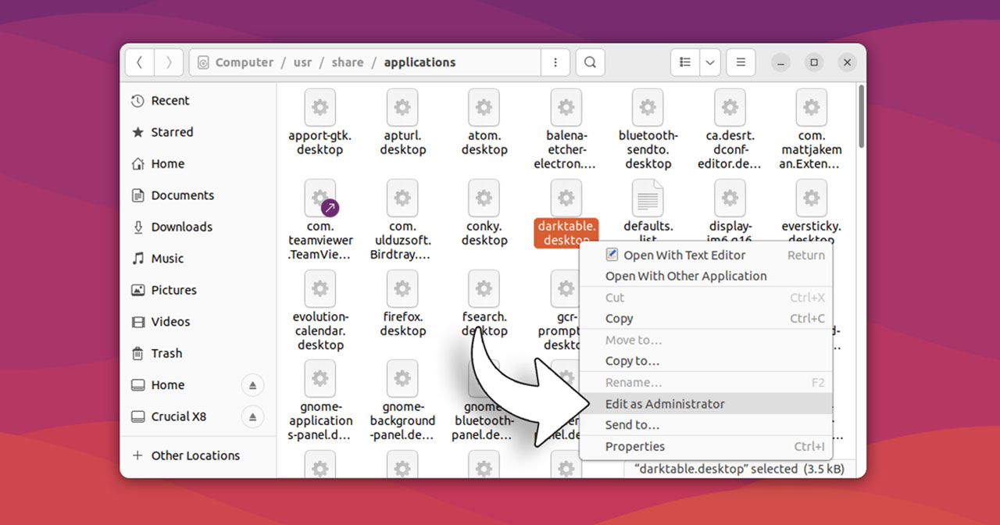 Computer / usr / share / applications
Recent
Starred
Home
Documents
Downloads
Music
Pictures
Videos
Trash
Home
Crucial X8
Other Locations
apport-gtk.
desktop
apturl.
desktop
atom.
desktop
balena-
etcher-
electron.…
bluetooth-
sendto.
desktop
ca.desrt.
dconf-
editor.de…
com.
mattjakem
an.Exten…
com.
teamviewer
.TeamVie…
com.
ulduzsoft.
Birdtray.…
conky.
desktop
darktable.
desktop
defaults.
list
display-
im6.q16
eversticky.
desktop
evolution-
calendar.
desktop
firefox.
desktop
fsearch.
desktop
gcr-
prompt
deskto
gnome-
application
s-panel.d…
gnome-
background
-panel.de…
gnome
bluetooth-
panel.de…
panel.de
Open With Text Editor Return
Open With Other Application
Cut Ctrl+X
Copy Ctrl+C
Move to…
Copy to…
Rename… F2
Edit as Administrator
Send to…
Properties Ctrl+I
“darktable.desktop” selected (3.5 kB)